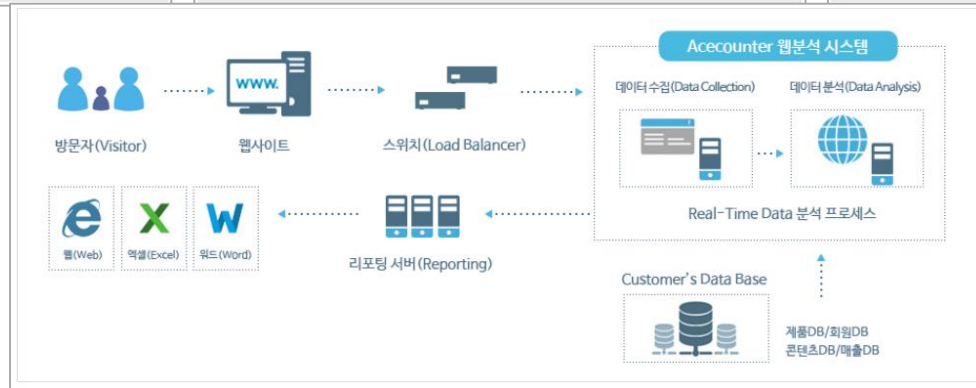 Acecounter 웹분석 시스템
데이터 수집(Data Collection)
데이터 분석(Data Analysis)
www.
방문자(Visitor)
웹사이트
스위치(Load Balancer)
Real-Time Data 분석 프로세스
웹(Web)
엑셀(Excel)
워드(Word)
리포팅 서버(Reporting)
Customer's Data Base
제품DB/회원DB
콘텐츠DB/매출DB